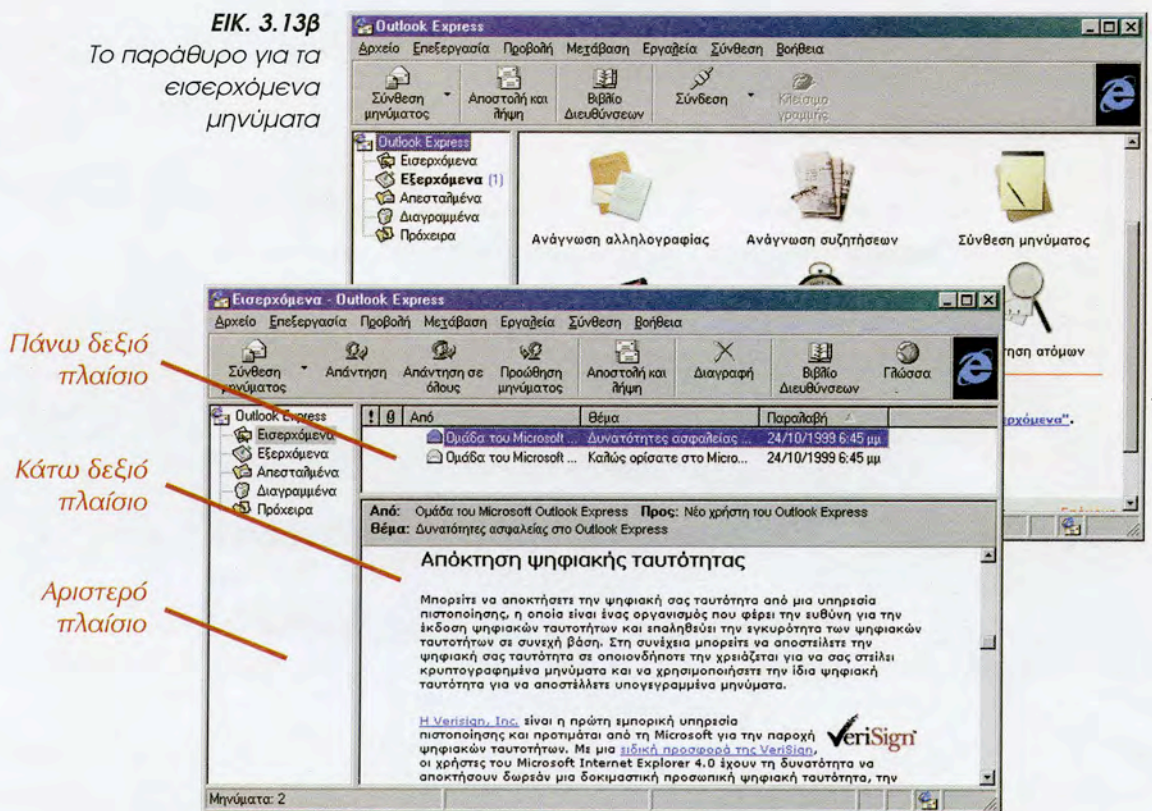 ΕΙΚ. 3.13β
Το παράθυρο για τα
εισερχόμενα
μηνύματα
Outlook Express
Αρχείο Επεξεργασία Προβολή Μετάβαση Εργαλεία Σύνθεση Βοήθεια
Σύνθεση μηνύματος
Αποστολή και λήψη
Βιβλίο Διευθύνσεων
Σύνδεση
Κλείσιμο γραμμής
Outlook Express
Εισερχόμενα
Εξερχόμενα (1)
Απεσταλμένα
Διαγραμμένα
Πρόχειρα
Ανάγνωση αλληλογραφίας
Ανάγνωση συζητήσεων
Σύνθεση μηνύματος
ατόμων
Εισερχόμενα - Outlook Express
Αρχείο Επεξεργασία Προβολή Μετάβαση Εργαλεία Σύνθεση Βοήθεια
Σύνθεση μηνύματος
Απάντηση
Απάντηση σε όλους
Προώθηση μηνύματος
Αποστολή και λήψη
Διαγραφή
Βιβλίο Διευθύνσεων
Γλώσσα
Πάνω δεξιό
πλαίσιο
Κάτω δεξιό
πλαίσιο
Αριστερό
πλαίσιο
Outlook Express
Εισερχόμενα
Εξερχόμενα
Απεσταλμένα
Διαγραμμένα
Πρόχειρα
! Από Θέμα Παραλαβή
Ομάδα του Microsoft ... Δυνατότητες ασφαλείας ... 24/10/1999 6:45 μμ
Ομάδα του Microsoft ... Καλώς ορίσατε στο Micro... 24/10/1999 6:45 μμ
Από: Ομάδα του Microsoft Outlook Express Προς: Νέο χρήστη του Outlook Express
Θέμα: Δυνατότητες ασφαλείας στο Outlook Express
Απόκτηση ψηφιακής ταυτότητας
Μπορείτε να αποκτήσετε την ψηφιακή σας ταυτότητα από μια υπηρεσία
πιστοποίησης, η οποία είναι ένας οργανισμός που φέρει την ευθύνη για την
έκδοση ψηφιακών ταυτοτήτων και επαληθεύει την εγκυρότητα των ψηφιακών
ταυτοτήτων σε συνεχή βάση. Στη συνέχεια μπορείτε να αποστείλετε την
ψηφιακή σας ταυτότητα σε οποιονδήποτε την χρειάζεται για να σας στείλει
κρυπτογραφημένα μηνύματα και να χρησιμοποιήσετε την ίδια ψηφιακή
ταυτότητα για να αποστέλλετε υπογεγραμμένα μηνύματα.
Η Verisign, Inc. είναι η πρώτη εμπορική υπηρεσία
πιστοποίησης και προτιμάται από τη Microsoft για την παροχή
ψηφιακών ταυτοτήτων. Με μια ειδική προσφορά της VeriSign,
οι χρήστες του Microsoft Internet Explorer 4.0 έχουν τη δυνατότητα να
αποκτήσουν δωρεάν μια δοκιμαστική προσωπική ψηφιακή ταυτότητα, την
VeriSign
Μηνύματα: 2